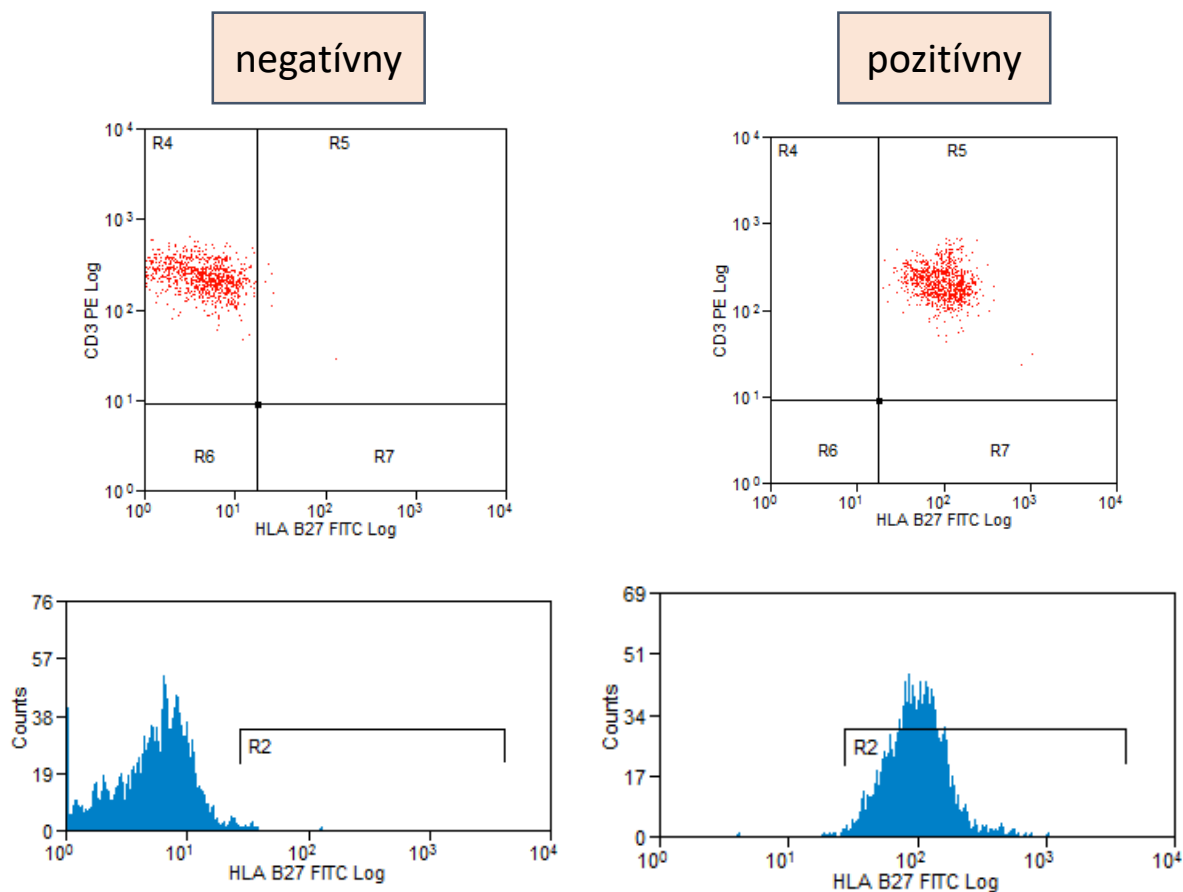 negatívny
pozitívny
10⁴
R4
R5
10³
CD3 PE Log
10²
10¹
R6
R7
10⁰
10⁰ 10¹ 10² 10³ 10⁴
HLA B27 FITC Log
10⁴
R4
R5
10³
CD3 PE Log
10²
10¹
R6
R7
10⁰
10⁰ 10¹ 10² 10³ 10⁴
HLA B27 FITC Log
76
57
Counts
38
R2
19
0
10⁰ 10¹ 10² 10³ 10⁴
HLA B27 FITC Log
69
51
Counts
34
R2
17
0
10⁰ 10¹ 10² 10³ 10⁴
HLA B27 FITC Log